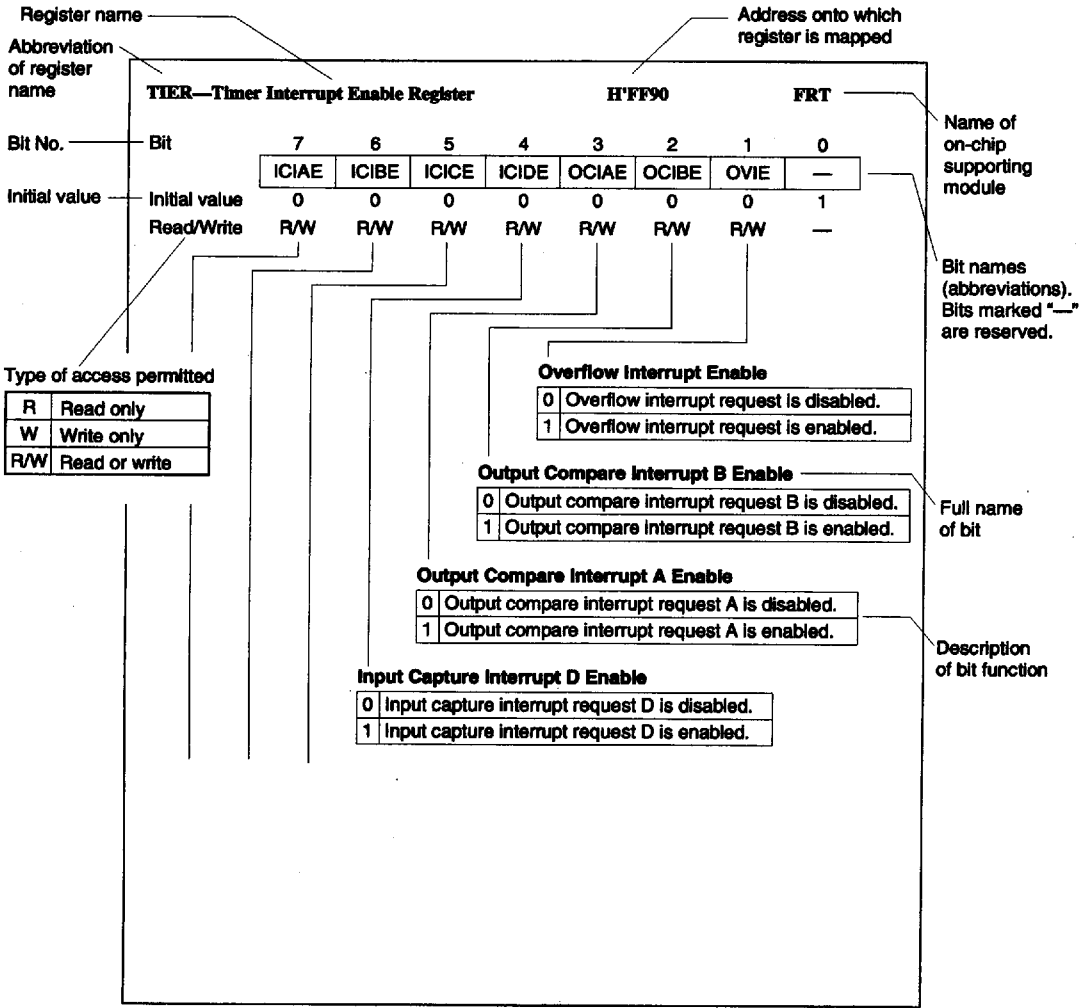 Register name
Address onto which
register is mapped
Abbreviation
of register
name
TIER—Timer Interrupt Enable Register H'FF90 FRT
Name of
on-chip
supporting
module
Bit No. Bit 7 6 5 4 3 2 1 0
ICIAE ICIBE ICICE ICIDE OCIAE OCIBE OVIE —
Initial value Initial value 0 0 0 0 0 0 0 1
Read/Write R/W R/W R/W R/W R/W R/W R/W —
Bit names
(abbreviations).
Bits marked "—"
are reserved.
Type of access permitted
R Read only
W Write only
R/W Read or write
Overflow Interrupt Enable
0 Overflow interrupt request is disabled.
1 Overflow interrupt request is enabled.
Output Compare Interrupt B Enable
0 Output compare interrupt request B is disabled.
1 Output compare interrupt request B is enabled.
Full name
of bit
Output Compare Interrupt A Enable
0 Output compare interrupt request A is disabled.
1 Output compare interrupt request A is enabled.
Description
of bit function
Input Capture Interrupt D Enable
0 Input capture interrupt request D is disabled.
1 Input capture interrupt request D is enabled.